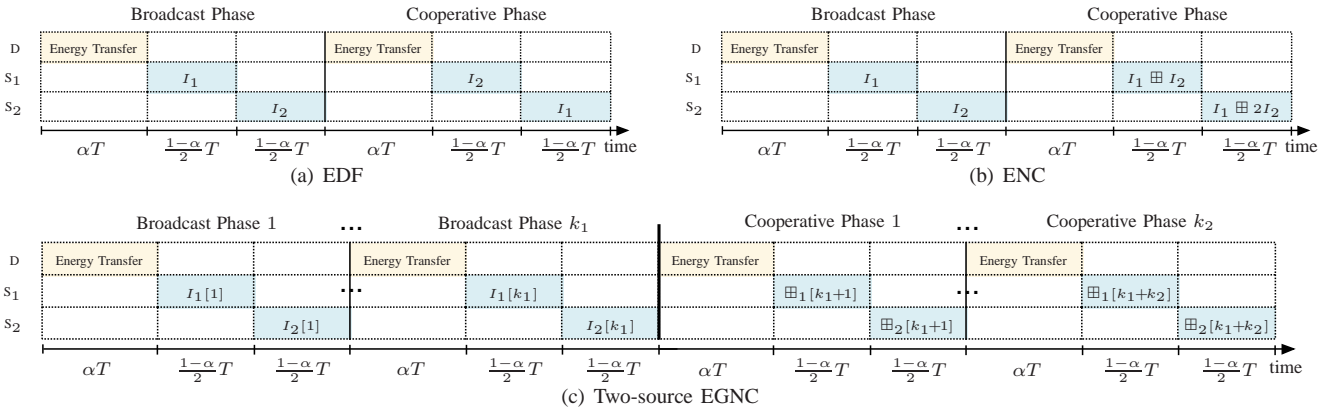 Broadcast Phase Cooperative Phase
D Energy Transfer Energy Transfer
S₁ I₁ I₂
S₂ I₂ I₁
αT (1−α)/2 T (1−α)/2 T αT (1−α)/2 T (1−α)/2 T time
(a) EDF
Broadcast Phase Cooperative Phase
D Energy Transfer Energy Transfer
S₁ I₁ I₁ ⊞ I₂
S₂ I₂ I₁ ⊞ 2I₂
αT (1−α)/2 T (1−α)/2 T αT (1−α)/2 T (1−α)/2 T time
(b) ENC
Broadcast Phase 1 ... Broadcast Phase k₁ Cooperative Phase 1 ... Cooperative Phase k₂
D Energy Transfer Energy Transfer Energy Transfer Energy Transfer
S₁ I₁[1] ... I₁[k₁] ⊞₁[k₁+1] ... ⊞₁[k₁+k₂]
S₂ I₂[1] I₂[k₁] ⊞₂[k₁+1] ⊞₂[k₁+k₂]
αT (1−α)/2 T (1−α)/2 T αT (1−α)/2 T (1−α)/2 T αT (1−α)/2 T (1−α)/2 T αT (1−α)/2 T (1−α)/2 T time
(c) Two-source EGNC